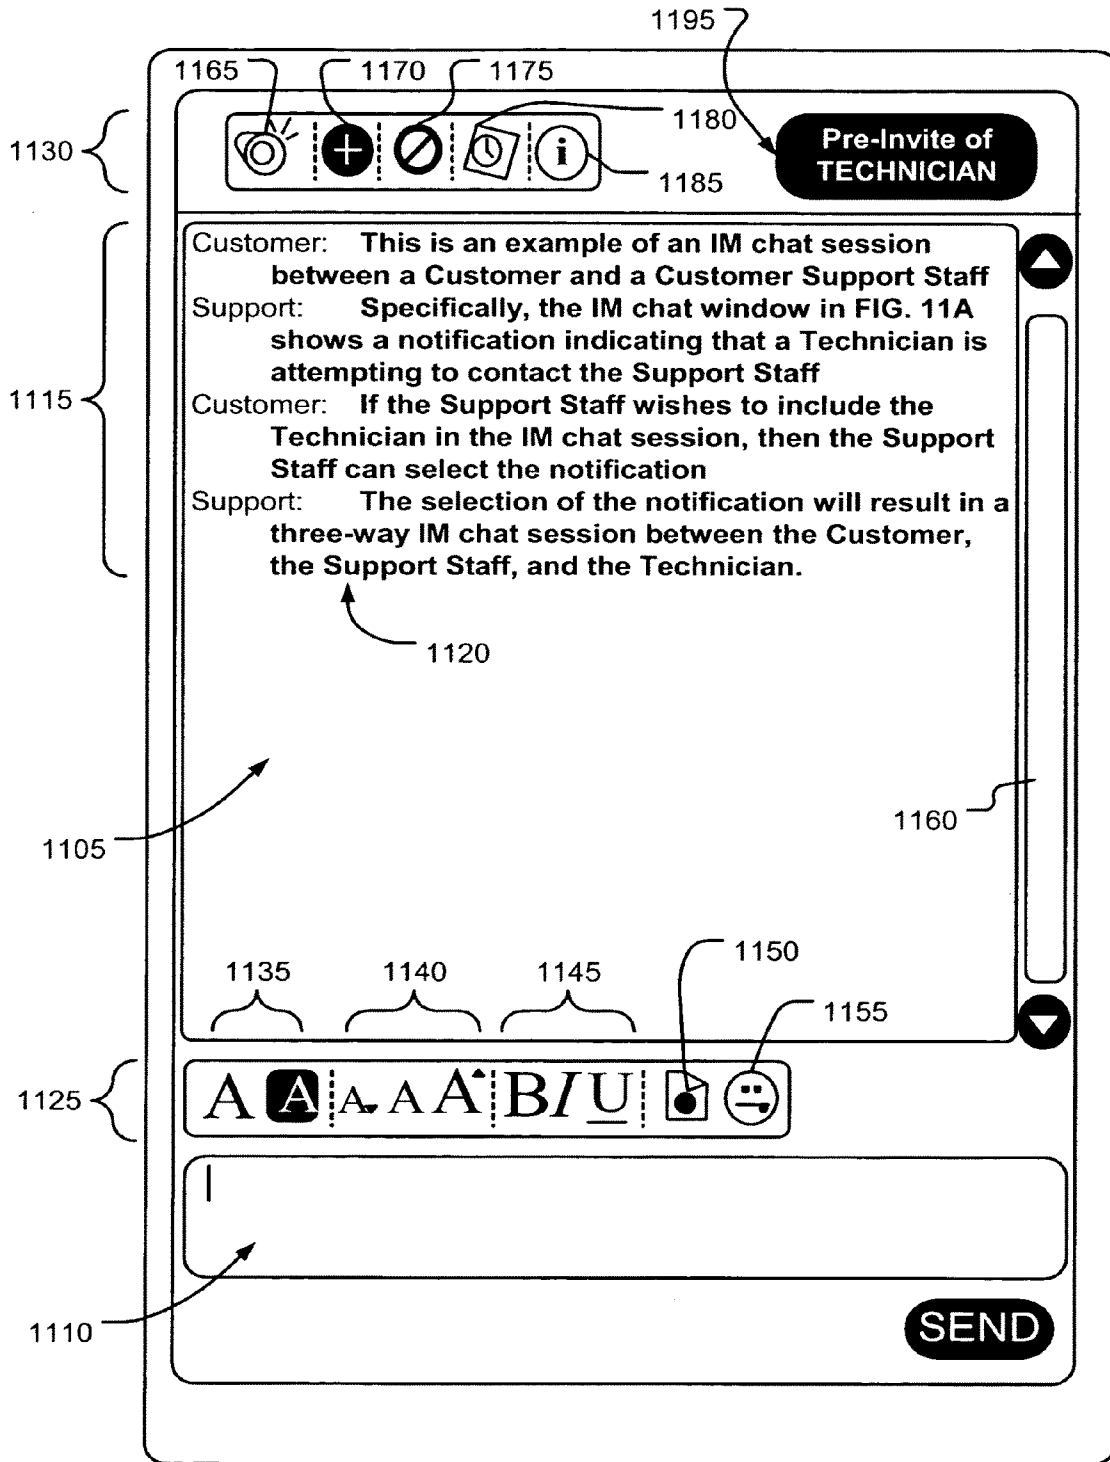 1195
1165
1170
1175
1180
1185
1130
Pre-Invite of
TECHNICIAN
i
Customer: This is an example of an IM chat session
between a Customer and a Customer Support Staff
Support: Specifically, the IM chat window in FIG. 11A
shows a notification indicating that a Technician is
attempting to contact the Support Staff
Customer: If the Support Staff wishes to include the
Technician in the IM chat session, then the Support
Staff can select the notification
Support: The selection of the notification will result in a
three-way IM chat session between the Customer,
the Support Staff, and the Technician.
1115
1120
1105
1160
1150
1135
1140
1145
1155
1125
A A A A A B I U
1110
SEND